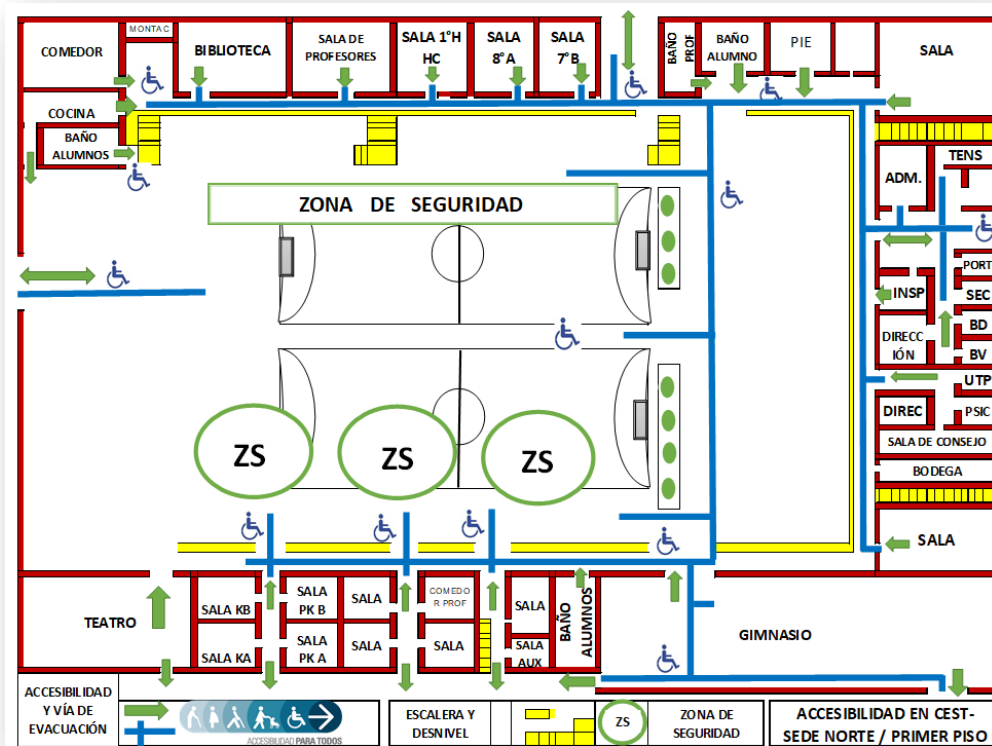 COMEDOR
MONTAC
BIBLIOTECA
SALA DE
PROFESORES
SALA 1°H
HC
SALA
8°A
SALA
7°B
BAÑO
PROF
BAÑO
ALUMNO
PIE
SALA
COCINA
BAÑO
ALUMNOS
ADM.
TENS
ZONA DE SEGURIDAD
PORT
INSP
SEC
DIRECC
IÓN
BD
BV
UTP
DIREC
PSIC
SALA DE CONSEJO
BODEGA
ZS
ZS
ZS
SALA
TEATRO
SALA KB
SALA
PK B
SALA
COMEDO
R PROF
SALA
BAÑO
ALUMNOS
GIMNASIO
SALA KA
SALA
PK A
SALA
SALA
SALA
AUX
ACCESIBILIDAD
Y VÍA DE
EVACUACIÓN
ACCESIBILIDAD PARA TODOS
ESCALERA Y
DESNIVEL
ZS
ZONA DE
SEGURIDAD
ACCESIBILIDAD EN CEST-
SEDE NORTE / PRIMER PISO